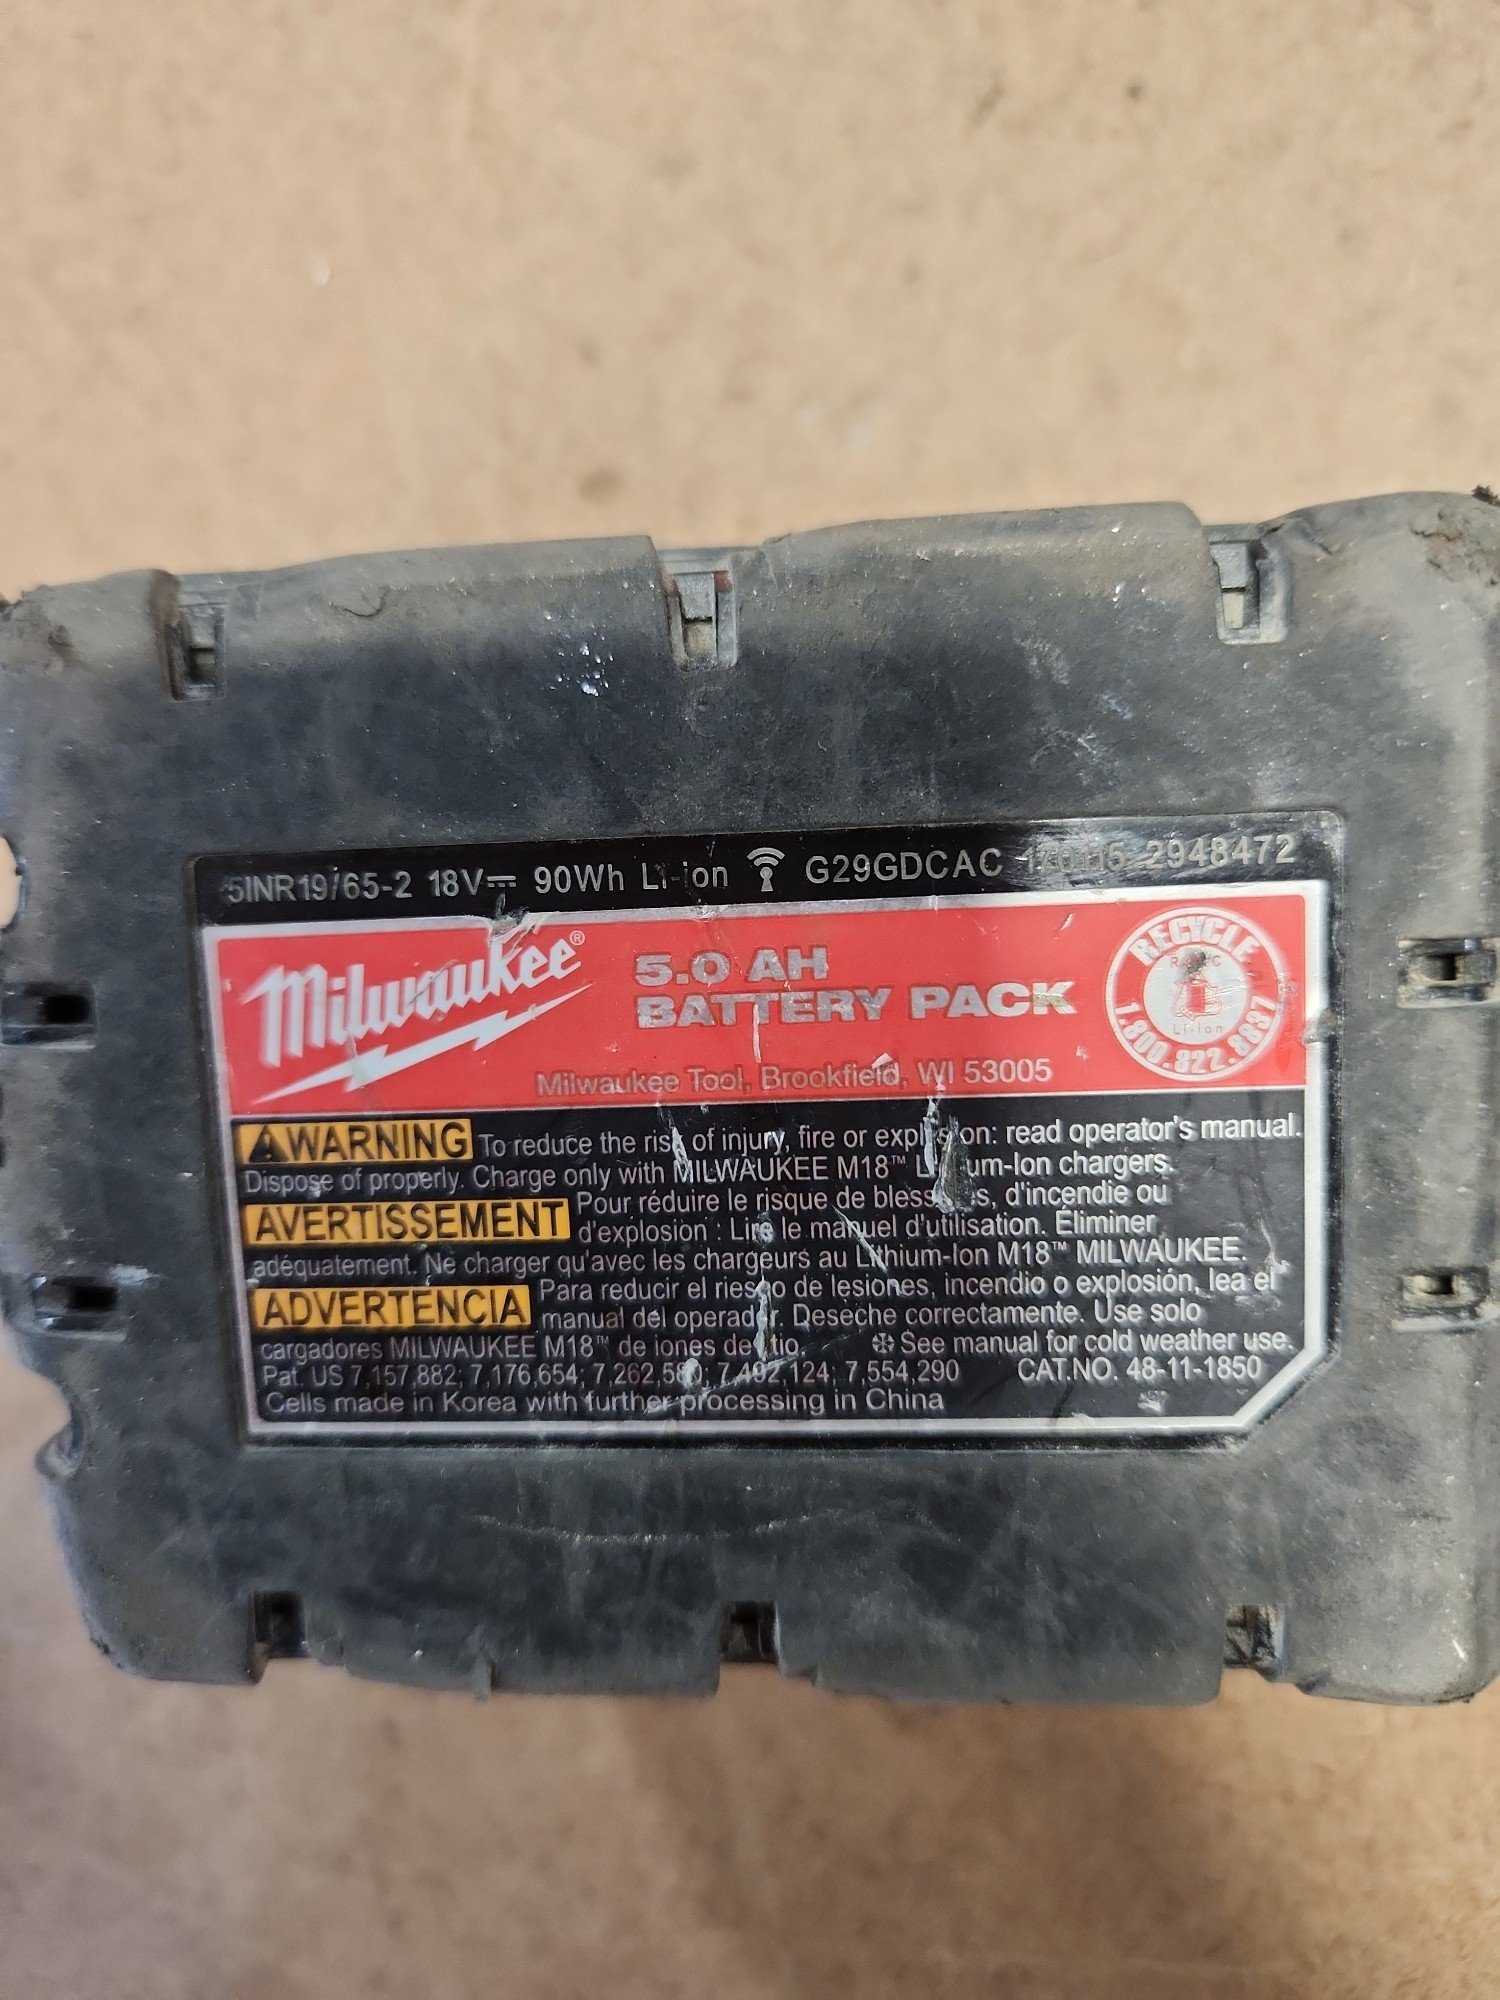 5INR19/65-2 18V⎓ 90Wh Li-ion G29GDCAC 2948472
Milwaukee®
5.0 AH
BATTERY PACK
Milwaukee Tool, Brookfield, WI 53005
RECYCLE
Li-Ion
1.800.822.8837
⚠WARNING To reduce the risk of injury, fire or explosion: read operator's manual.
Dispose of properly. Charge only with MILWAUKEE M18™ Lithium-Ion chargers.
AVERTISSEMENT Pour réduire le risque de blessures, d'incendie ou
d'explosion : Lire le manuel d'utilisation. Éliminer
adéquatement. Ne charger qu'avec les chargeurs au Lithium-Ion M18™ MILWAUKEE.
ADVERTENCIA Para reducir el riesgo de lesiones, incendio o explosión, lea el
manual del operador. Deseche correctamente. Use solo
cargadores MILWAUKEE M18™ de iones de litio. ❄ See manual for cold weather use.
Pat. US 7,157,882; 7,176,654; 7,262,580; 7,492,124; 7,554,290 CAT.NO. 48-11-1850
Cells made in Korea with further processing in China